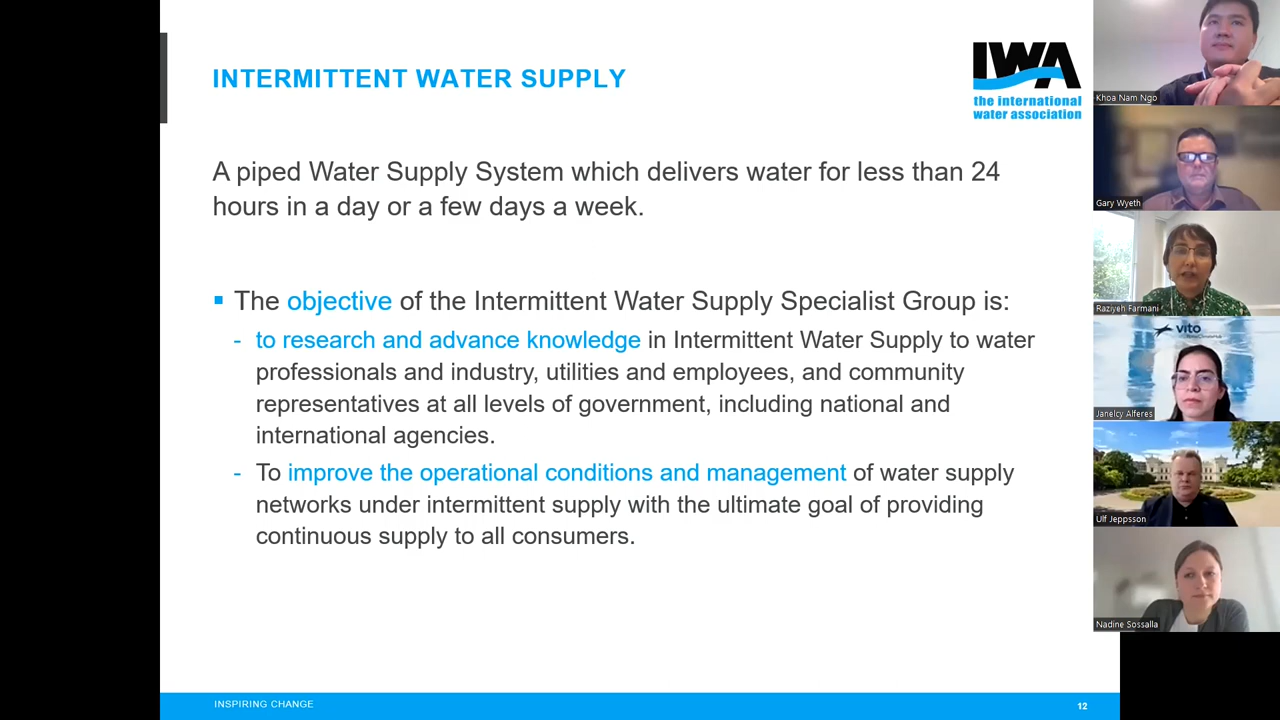 INTERMITTENT WATER SUPPLY
IWA
the international
water association
A piped Water Supply System which delivers water for less than 24
hours in a day or a few days a week.
▪ The objective of the Intermittent Water Supply Specialist Group is:
- to research and advance knowledge in Intermittent Water Supply to water
professionals and industry, utilities and employees, and community
representatives at all levels of government, including national and
international agencies.
- To improve the operational conditions and management of water supply
networks under intermittent supply with the ultimate goal of providing
continuous supply to all consumers.
INSPIRING CHANGE
12
Khoa Nam Ngo
Gary Wyeth
Raziyeh Farmani
vito
Janelcy Alferes
Ulf Jeppsson
Nadine Sossalla